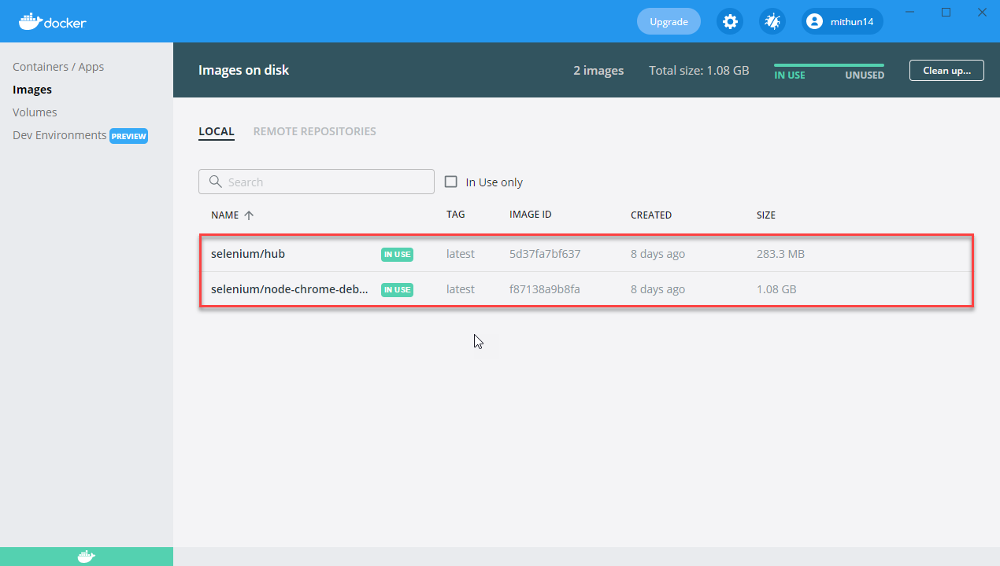 docker
Upgrade
mithun14
Containers / Apps
Images
Volumes
Dev Environments PREVIEW
Images on disk
2 images
Total size: 1.08 GB
IN USE UNUSED
Clean up...
LOCAL REMOTE REPOSITORIES
Search
In Use only
NAME TAG IMAGE ID CREATED SIZE
selenium/hub IN USE latest 5d37fa7bf637 8 days ago 283.3 MB
selenium/node-chrome-deb... IN USE latest f87138a9b8fa 8 days ago 1.08 GB